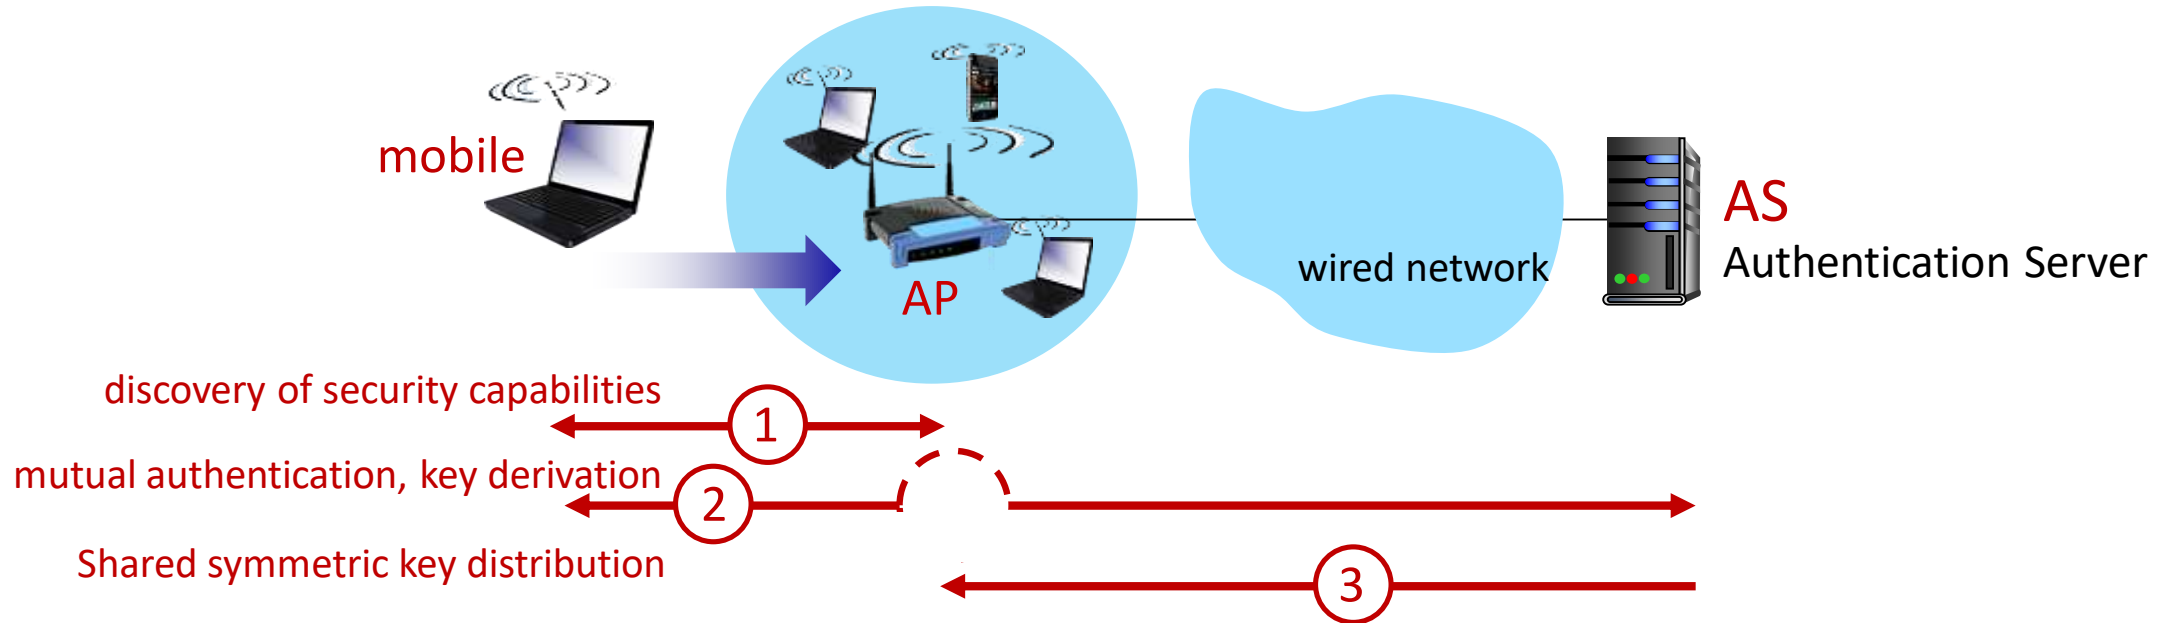 mobile
AP
wired network
AS
Authentication Server
discovery of security capabilities
1
mutual authentication, key derivation
2
Shared symmetric key distribution
3